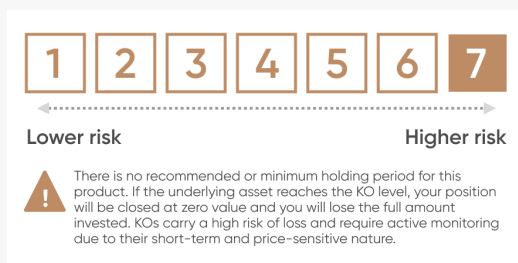 1 2 3 4 5 6 7
Lower risk Higher risk
! There is no recommended or minimum holding period for this
product. If the underlying asset reaches the KO level, your position
will be closed at zero value and you will lose the full amount
invested. KOs carry a high risk of loss and require active monitoring
due to their short-term and price-sensitive nature.